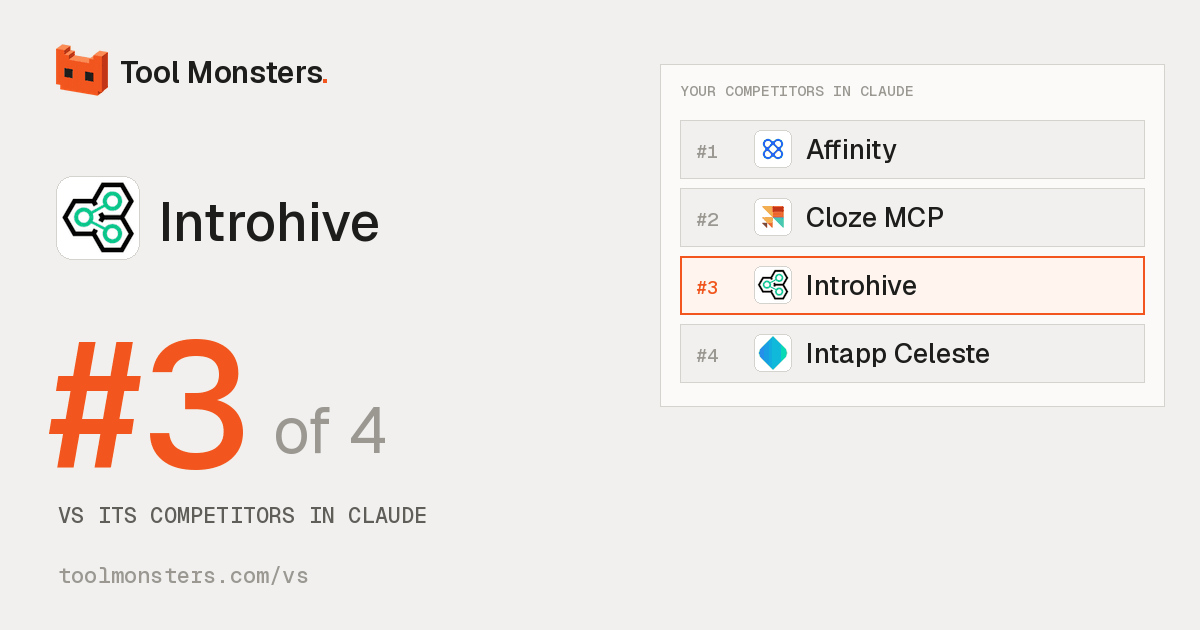 Tool Monsters.
Introhive
#3 of 4
VS ITS COMPETITORS IN CLAUDE
toolmonsters.com/vs
YOUR COMPETITORS IN CLAUDE
#1 Affinity
#2 Cloze MCP
#3 Introhive
#4 Intapp Celeste